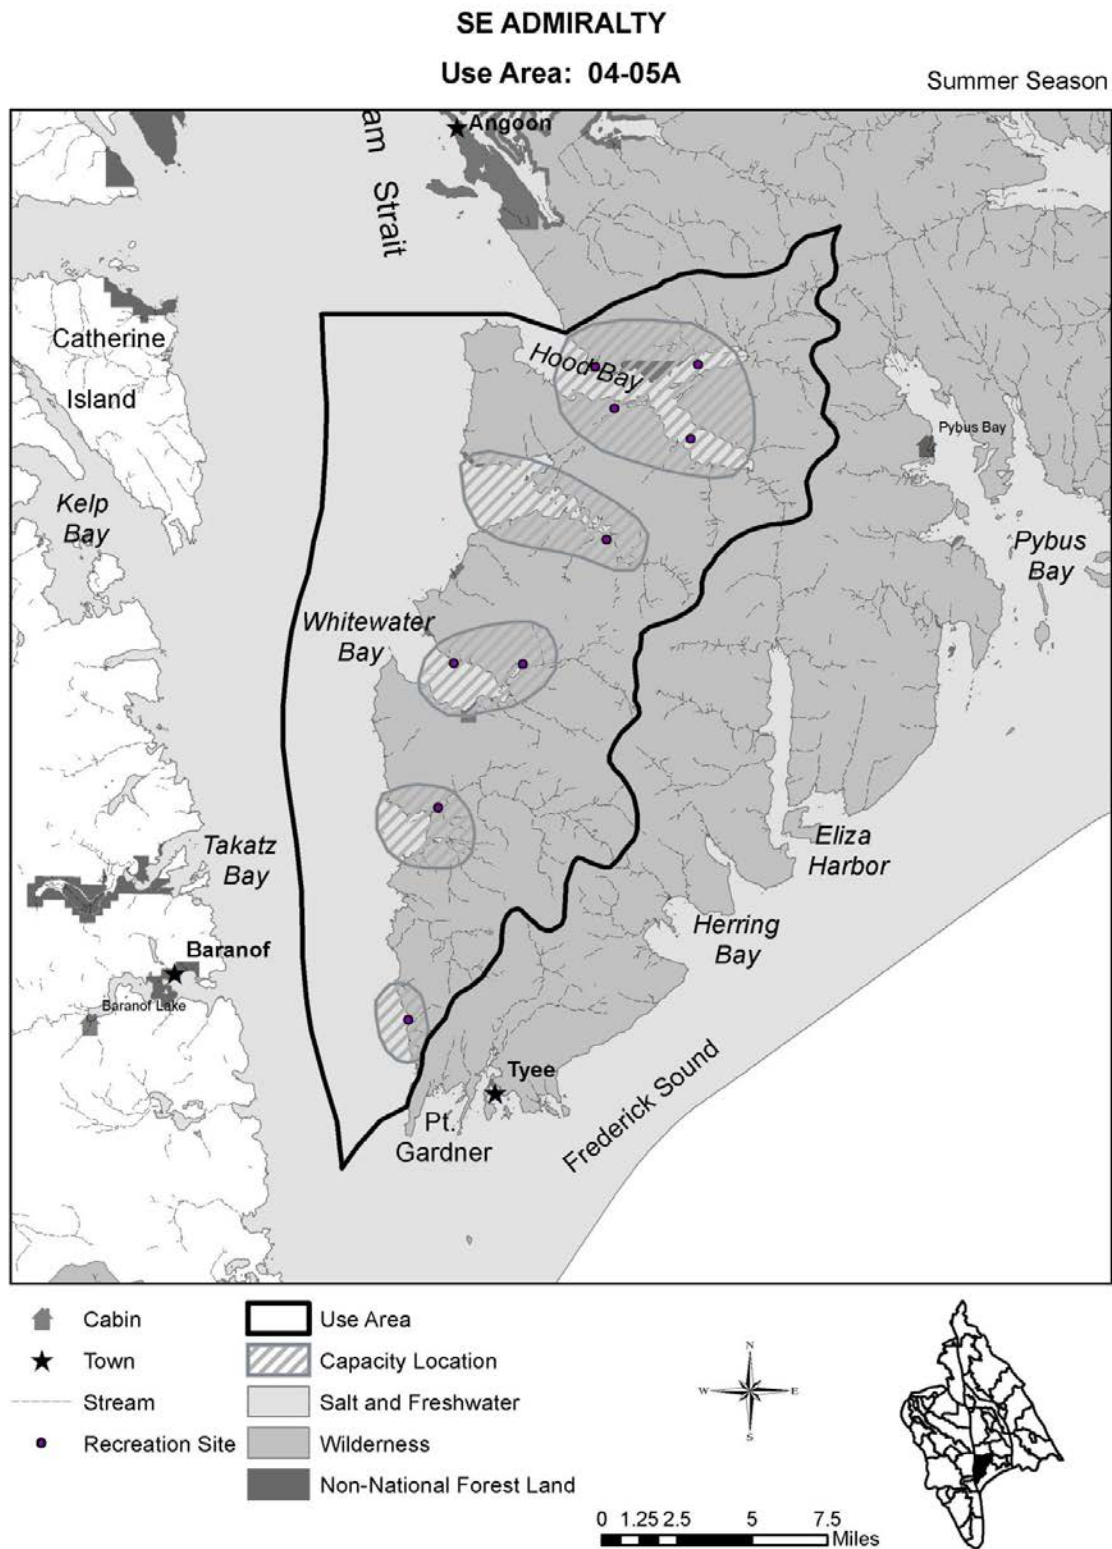 SE ADMIRALTY
Use Area: 04-05A
Summer Season
am Strait
Angoon
Catherine
Island
Hood Bay
Pybus Bay
Kelp
Bay
Pybus
Bay
Whitewater
Bay
Takatz
Bay
Eliza
Harbor
Herring
Bay
Baranof
Baranof Lake
Tyee
Frederick Sound
Pt.
Gardner
Cabin
Town
Stream
Recreation Site
Use Area
Capacity Location
Salt and Freshwater
Wilderness
Non-National Forest Land
N
W E
S
0 1.25 2.5 5 7.5
Miles